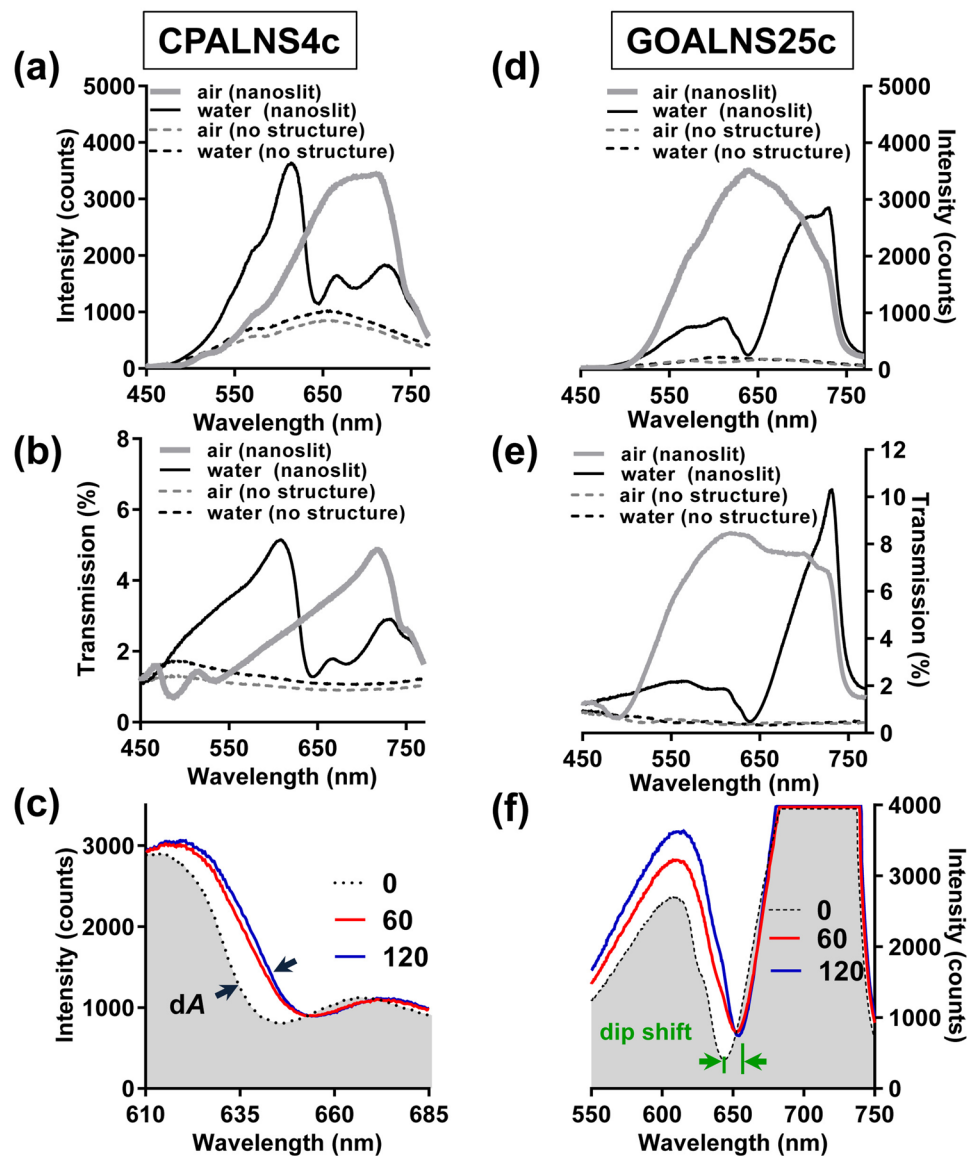 CPALNS4c
GOALNS25c
(a)
air (nanoslit)
water (nanoslit)
air (no structure)
water (no structure)
Intensity (counts)
5000
4000
3000
2000
1000
0
450 550 650 750
Wavelength (nm)
(d)
air (nanoslit)
water (nanoslit)
air (no structure)
water (no structure)
Intensity (counts)
5000
4000
3000
2000
1000
0
450 550 650 750
Wavelength (nm)
(b)
air (nanoslit)
water (nanoslit)
air (no structure)
water (no structure)
Transmission (%)
8
6
4
2
0
450 550 650 750
Wavelength (nm)
(e)
air (nanoslit)
water (nanoslit)
air (no structure)
water (no structure)
Transmission (%)
12
10
8
6
4
2
0
450 550 650 750
Wavelength (nm)
(c)
Intensity (counts)
3000
2000
1000
0
0
60
120
dA
610 635 660 685
Wavelength (nm)
(f)
Intensity (counts)
4000
3000
2000
1000
0
0
60
120
dip shift
550 600 650 700 750
Wavelength (nm)